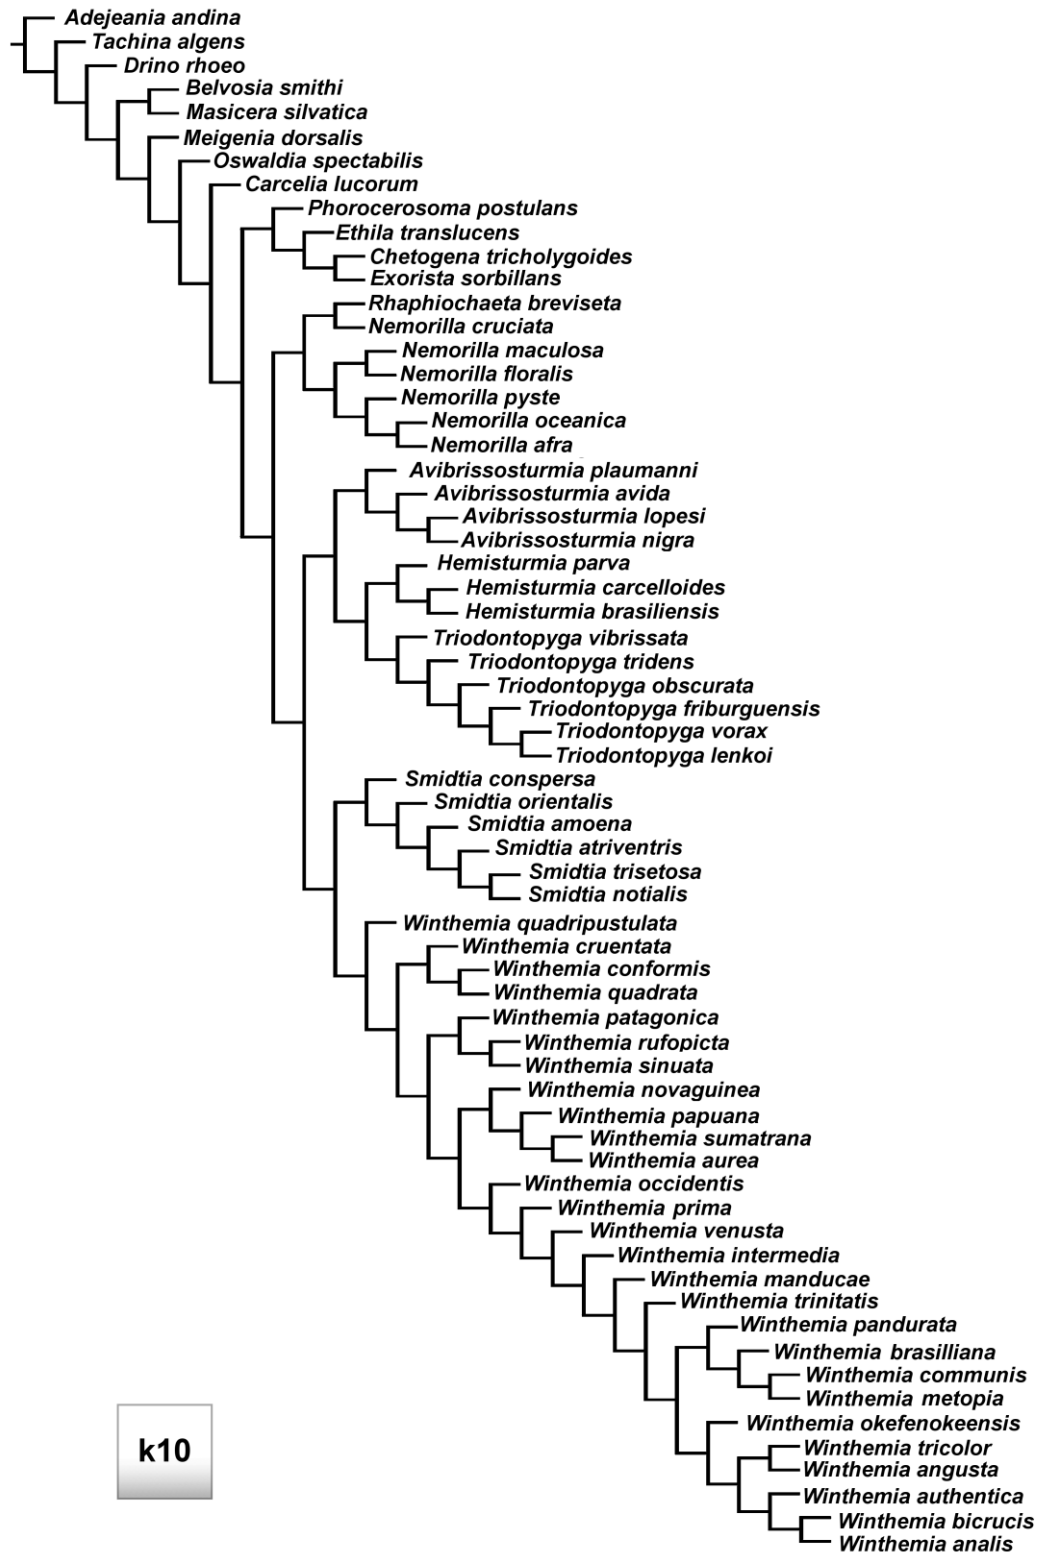 Adejeania andina
Tachina algens
Drino rhoeo
Belvosia smithi
Masicera silvatica
Meigenia dorsalis
Oswaldia spectabilis
Carcelia lucorum
Phorocerosoma postulans
Ethila translucens
Chetogena tricholygoides
Exorista sorbillans
Rhaphiochaeta breviseta
Nemorilla cruciata
Nemorilla maculosa
Nemorilla floralis
Nemorilla pyste
Nemorilla oceanica
Nemorilla afra
Avibrissosturmia plaumanni
Avibrissosturmia avida
Avibrissosturmia lopesi
Avibrissosturmia nigra
Hemisturmia parva
Hemisturmia carcelloides
Hemisturmia brasiliensis
Triodontopyga vibrissata
Triodontopyga tridens
Triodontopyga obscurata
Triodontopyga friburguensis
Triodontopyga vorax
Triodontopyga lenkoi
Smidtia conspersa
Smidtia orientalis
Smidtia amoena
Smidtia atriventris
Smidtia trisetosa
Smidtia notialis
Winthemia quadripustulata
Winthemia cruentata
Winthemia conformis
Winthemia quadrata
Winthemia patagonica
Winthemia rufopicta
Winthemia sinuata
Winthemia novaguinea
Winthemia papuana
Winthemia sumatrana
Winthemia aurea
Winthemia occidentis
Winthemia prima
Winthemia venusta
Winthemia intermedia
Winthemia manducae
Winthemia trinitatis
Winthemia pandurata
Winthemia brasilliana
Winthemia communis
Winthemia metopia
Winthemia okefenokeensis
Winthemia tricolor
Winthemia angusta
Winthemia authentica
Winthemia bicrucis
Winthemia analis
k10